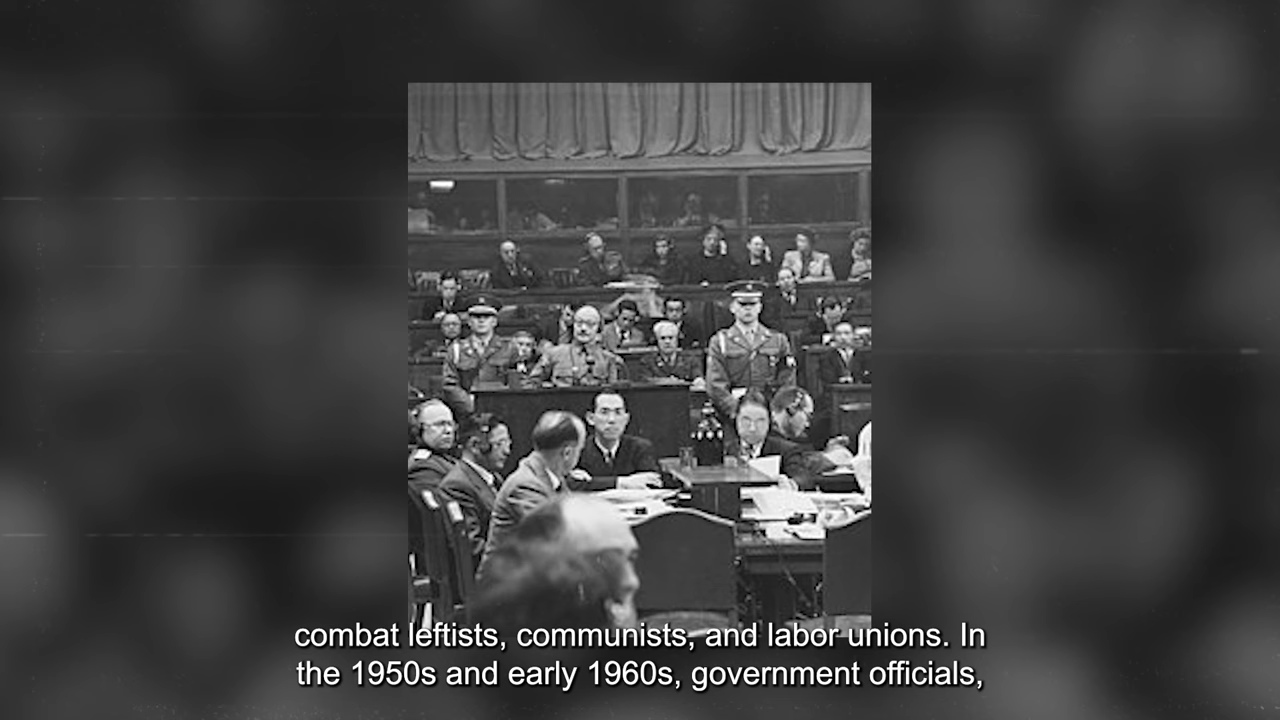 combat leftists, communists, and labor unions. In
the 1950s and early 1960s, government officials,